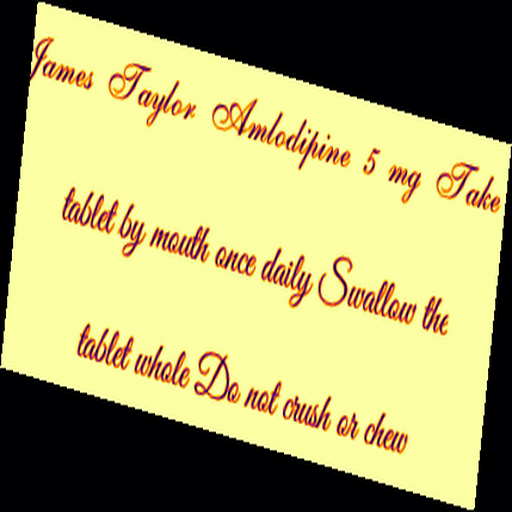 James Taylor Amlodipine 5 mg Take
tablet by mouth once daily Swallow the
tablet whole Do not crush or chew